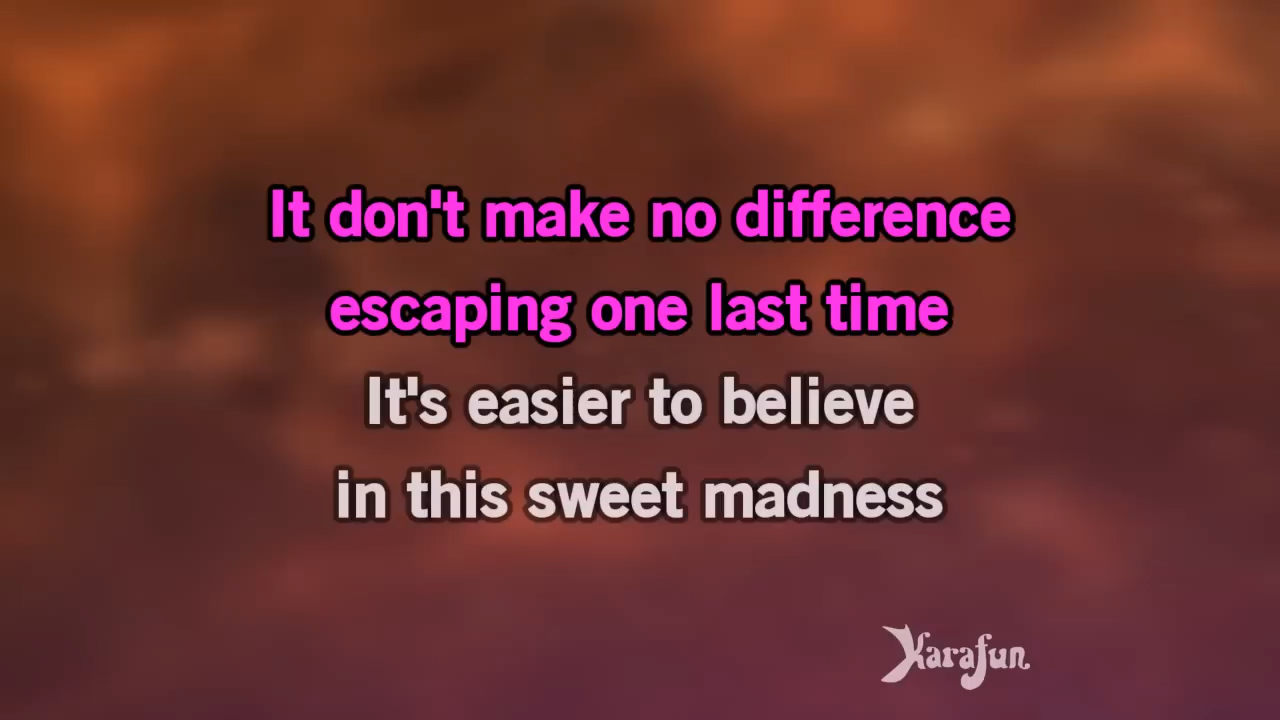 It don't make no difference
escaping one last time
It's easier to believe
in this sweet madness
Karafun